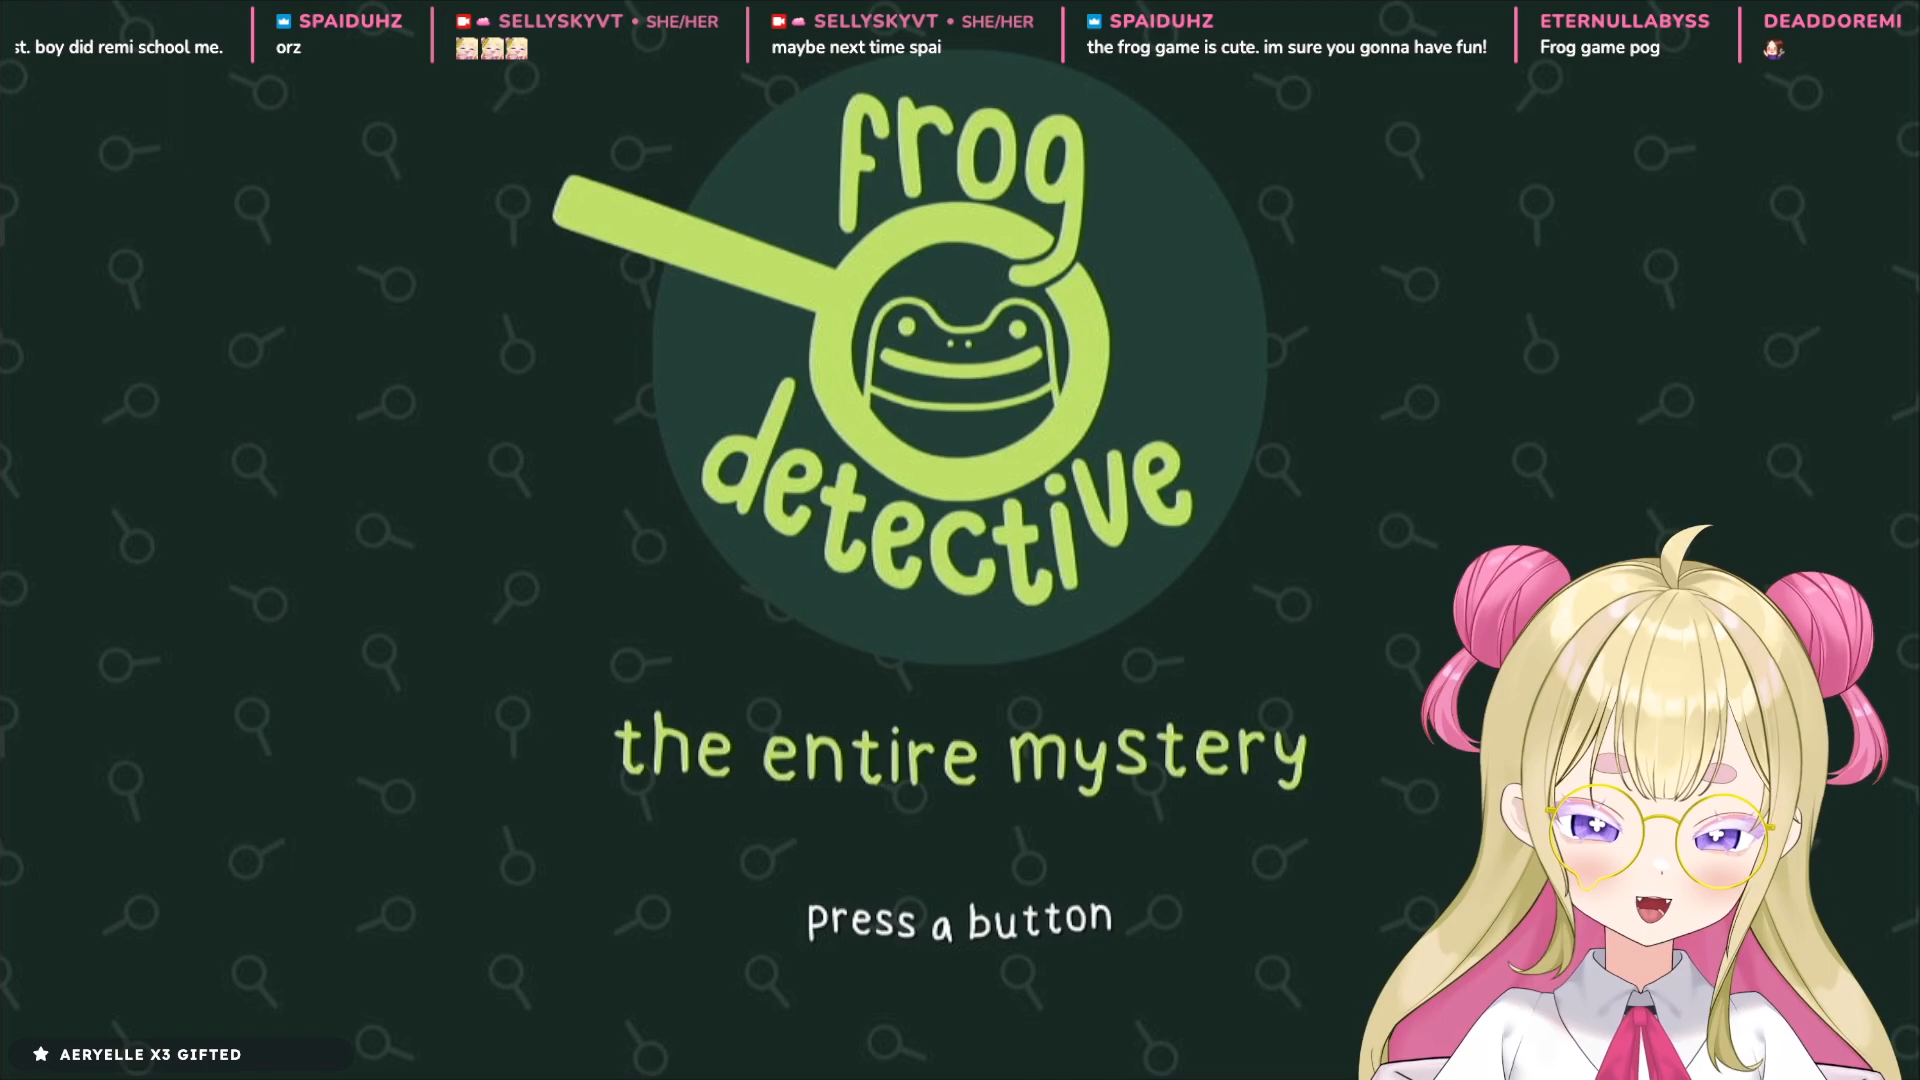 st. boy did remi school me.
SPAIDUHZ
orz
SELLYSKYVT • SHE/HER
SELLYSKYVT • SHE/HER
maybe next time spai
SPAIDUHZ
the frog game is cute. im sure you gonna have fun!
ETERNULLABYSS
Frog game pog
DEADDOREMI
frog
detective
the entire mystery
press a button
AERYELLE X3 GIFTED